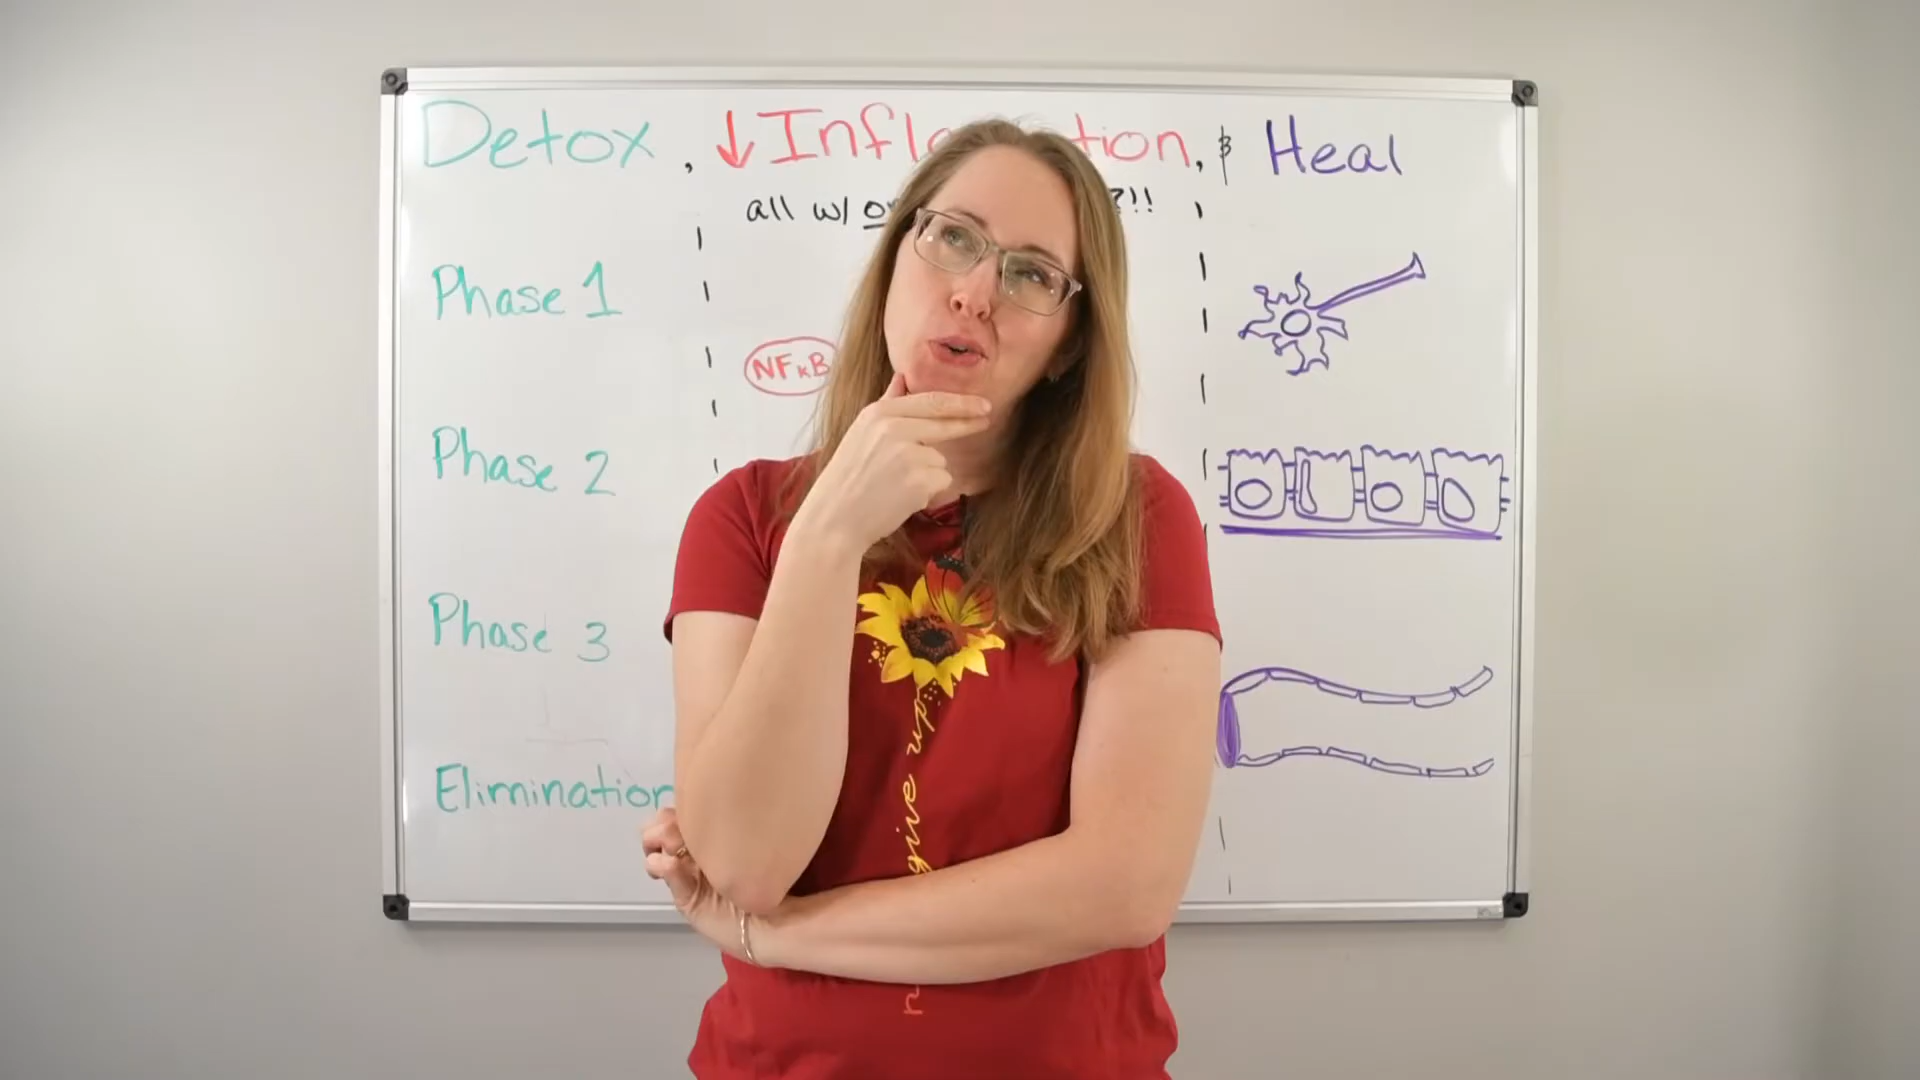 Detox, ↓ Infl tion, & Heal
all w/ ?!!
Phase 1
NFκB
Phase 2
Phase 3
Elimination
give up